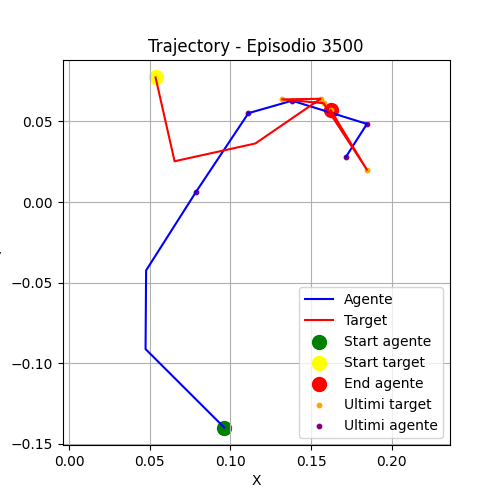 Trajectory - Episodio 3500
0.05
0.00
−0.05
−0.10
−0.15
0.00 0.05 0.10 0.15 0.20
X
Agente
Target
Start agente
Start target
End agente
Ultimi target
Ultimi agente